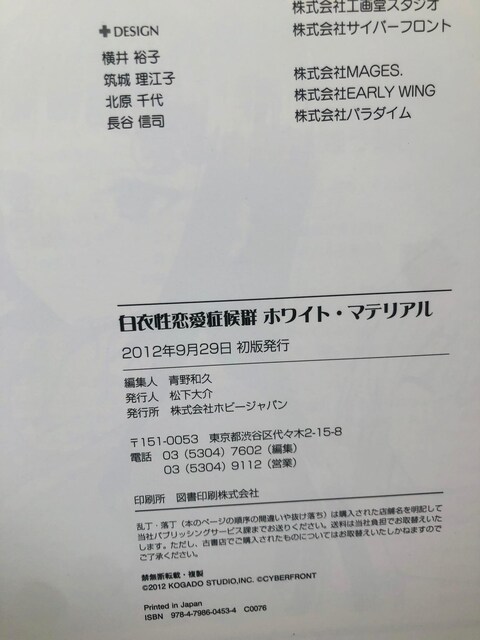 株式会社工画堂スタジオ
✚ DESIGN
株式会社サイバーフロント
横井 裕子
筑城 理江子
株式会社MAGES.
北原 千代
株式会社EARLY WING
長谷 信司
株式会社パラダイム
白衣性恋愛症候群 ホワイト・マテリアル
2012年9月29日 初版発行
編集人 青野和久
発行人 松下大介
発行所 株式会社ホビージャパン
〒151-0053 東京都渋谷区代々木2-15-8
電話 03 (5304) 7602 (編集)
03 (5304) 9112 (営業)
印刷所 図書印刷株式会社
乱丁・落丁（本のページの順序の間違いや抜け落ち）は購入された店舗名を明記して
当社パブリッシングサービス課までお送りください。送料は当社負担でお取替えいた
します。ただし、古書店でご購入されたものについてはお取替えいたしかねますので
ご了承ください。
禁無断転載・複製
©2012 KOGADO STUDIO,INC. ©CYBERFRONT
Printed in Japan
ISBN 978-4-7986-0453-4 C0076